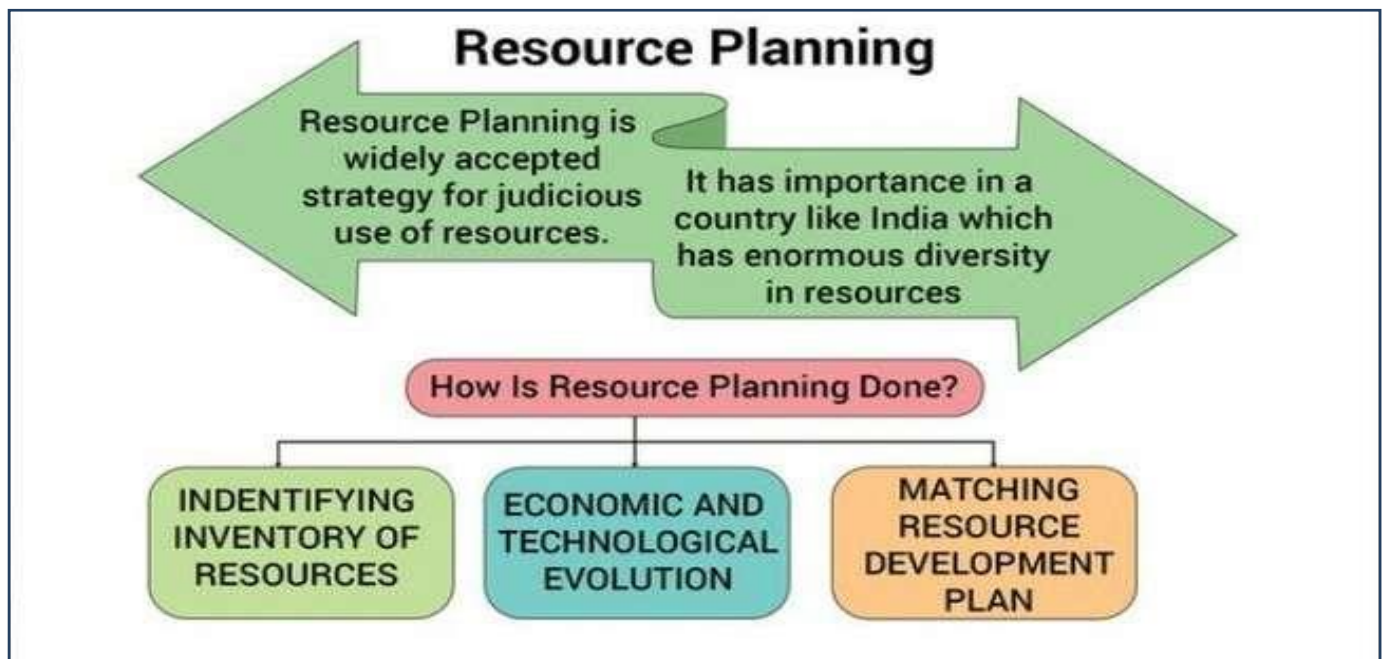 Resource Planning
Resource Planning is
widely accepted
strategy for judicious
use of resources.
It has importance in a
country like India which
has enormous diversity
in resources
How Is Resource Planning Done?
INDENTIFYING
INVENTORY OF
RESOURCES
ECONOMIC AND
TECHNOLOGICAL
EVOLUTION
MATCHING
RESOURCE
DEVELOPMENT
PLAN